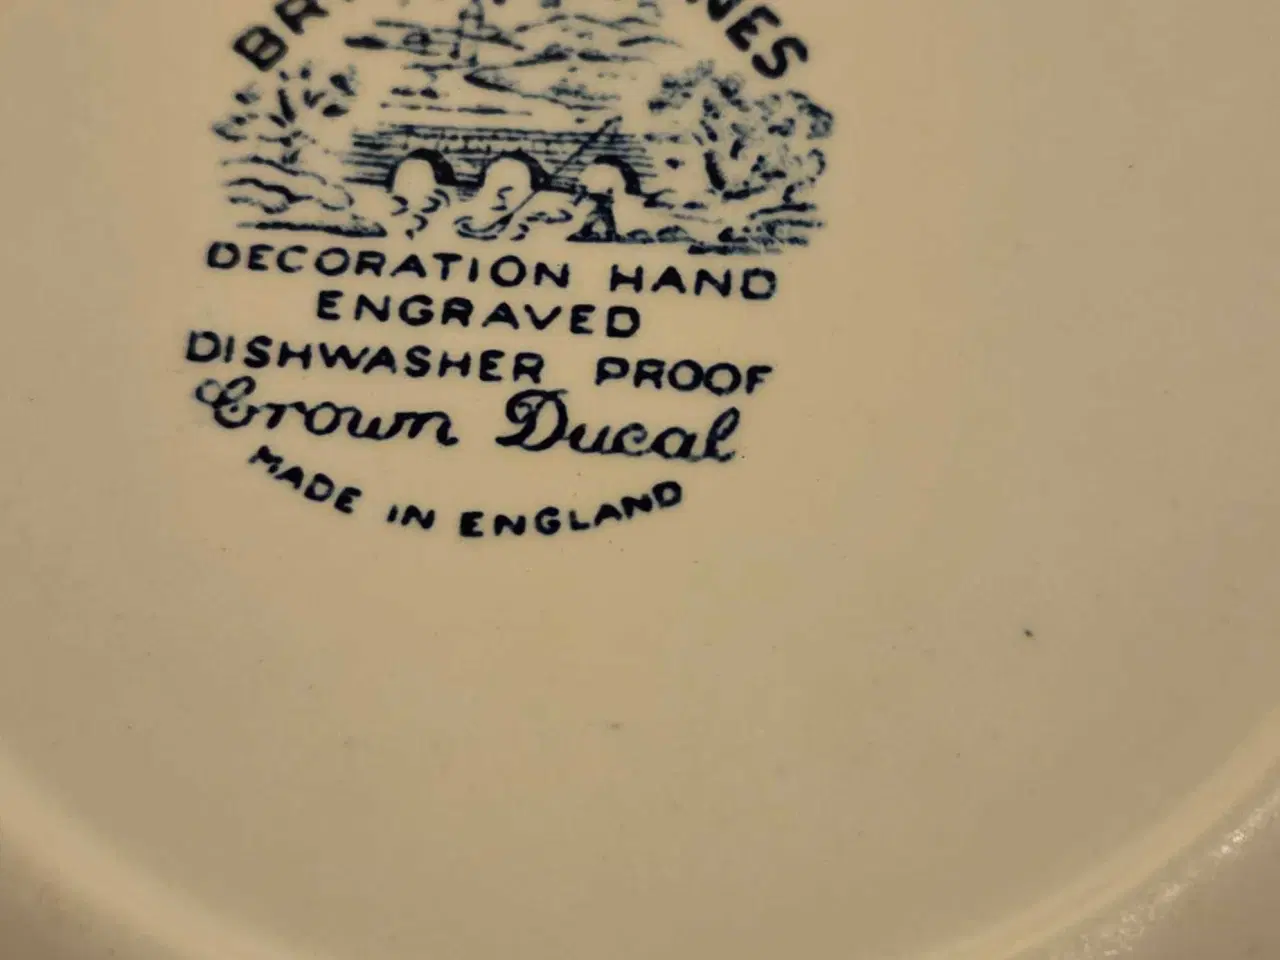 DECORATION HAND
ENGRAVED
DISHWASHER PROOF
Crown Ducal
MADE IN ENGLAND